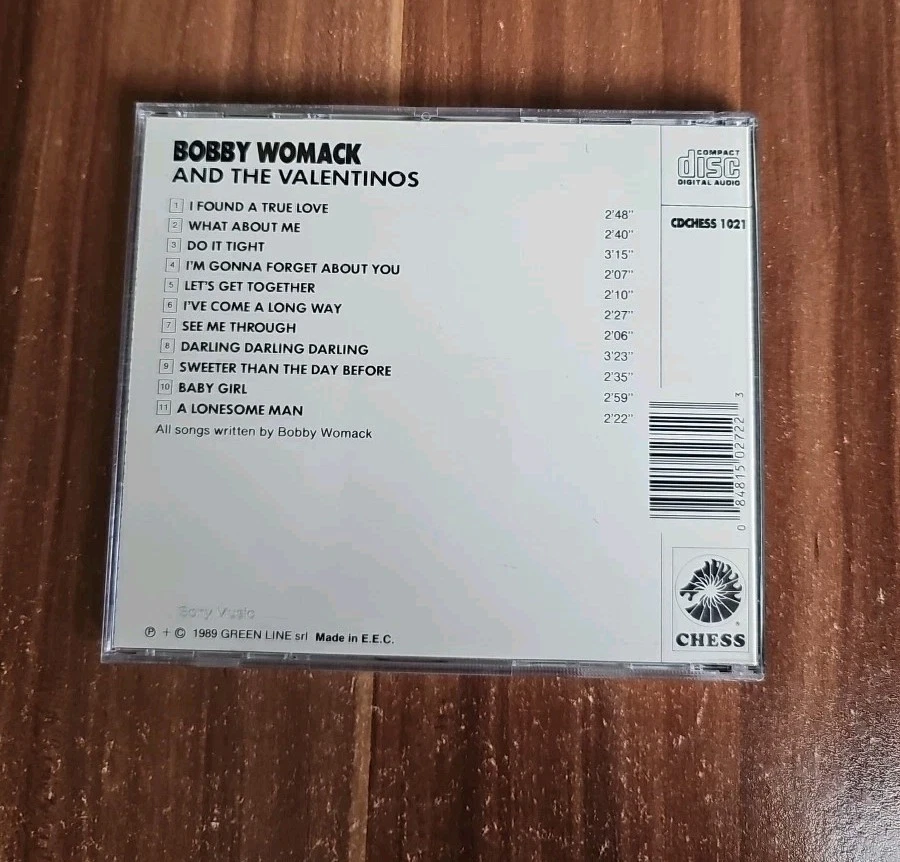 BOBBY WOMACK
AND THE VALENTINOS
1 I FOUND A TRUE LOVE 2'48"
2 WHAT ABOUT ME 2'40"
3 DO IT TIGHT 3'15"
4 I'M GONNA FORGET ABOUT YOU 2'07"
5 LET'S GET TOGETHER 2'10"
6 I'VE COME A LONG WAY 2'27"
7 SEE ME THROUGH 2'06"
8 DARLING DARLING DARLING 3'23"
9 SWEETER THAN THE DAY BEFORE 2'35"
10 BABY GIRL 2'59"
11 A LONESOME MAN 2'22"
All songs written by Bobby Womack
Sony Music
℗ + © 1989 GREEN LINE srl Made in E.E.C.
COMPACT
disc
DIGITAL AUDIO
CDCHESS 1021
0 84815 02722 3
CHESS